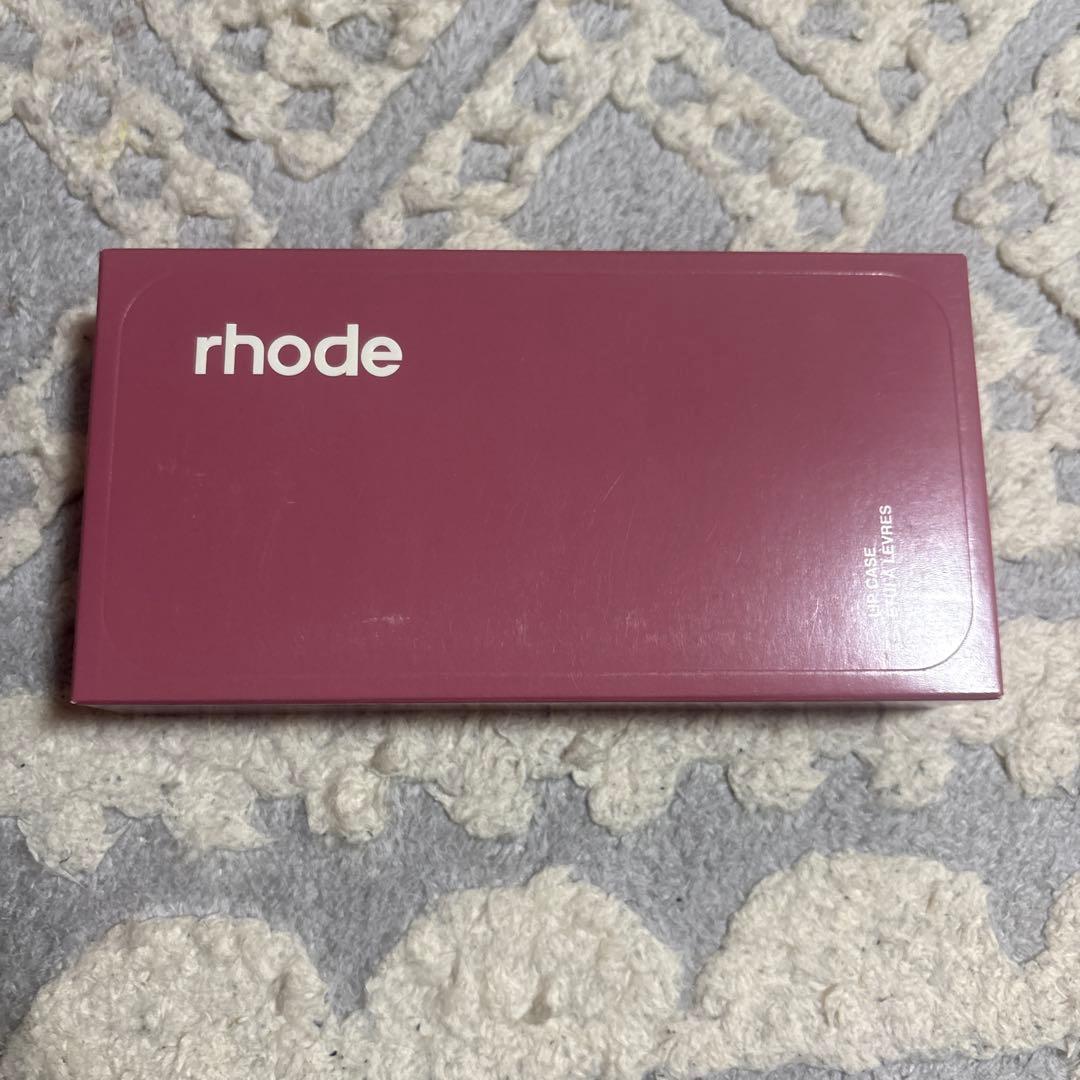 rhode
LIP CASE
ÉTUI À LÈVRES